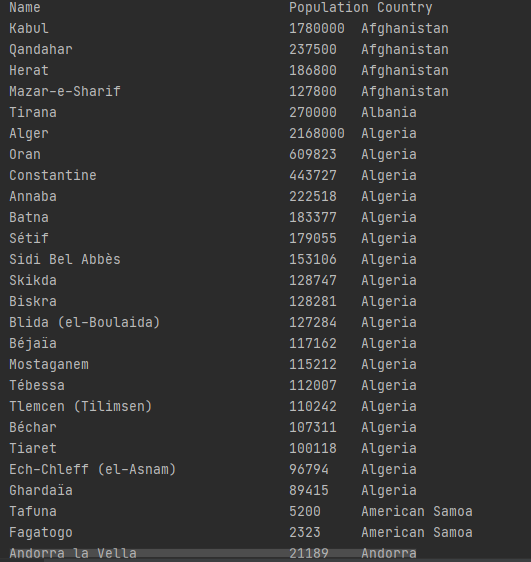 Name Population Country
Kabul 1780000 Afghanistan
Qandahar 237500 Afghanistan
Herat 186800 Afghanistan
Mazar-e-Sharif 127800 Afghanistan
Tirana 270000 Albania
Alger 2168000 Algeria
Oran 609823 Algeria
Constantine 443727 Algeria
Annaba 222518 Algeria
Batna 183377 Algeria
Sétif 179055 Algeria
Sidi Bel Abbès 153106 Algeria
Skikda 128747 Algeria
Biskra 128281 Algeria
Blida (el-Boulaida) 127284 Algeria
Béjaïa 117162 Algeria
Mostaganem 115212 Algeria
Tébessa 112007 Algeria
Tlemcen (Tilimsen) 110242 Algeria
Béchar 107311 Algeria
Tiaret 100118 Algeria
Ech-Chleff (el-Asnam) 96794 Algeria
Ghardaïa 89415 Algeria
Tafuna 5200 American Samoa
Fagatogo 2323 American Samoa
Andorra la Vella 21189 Andorra